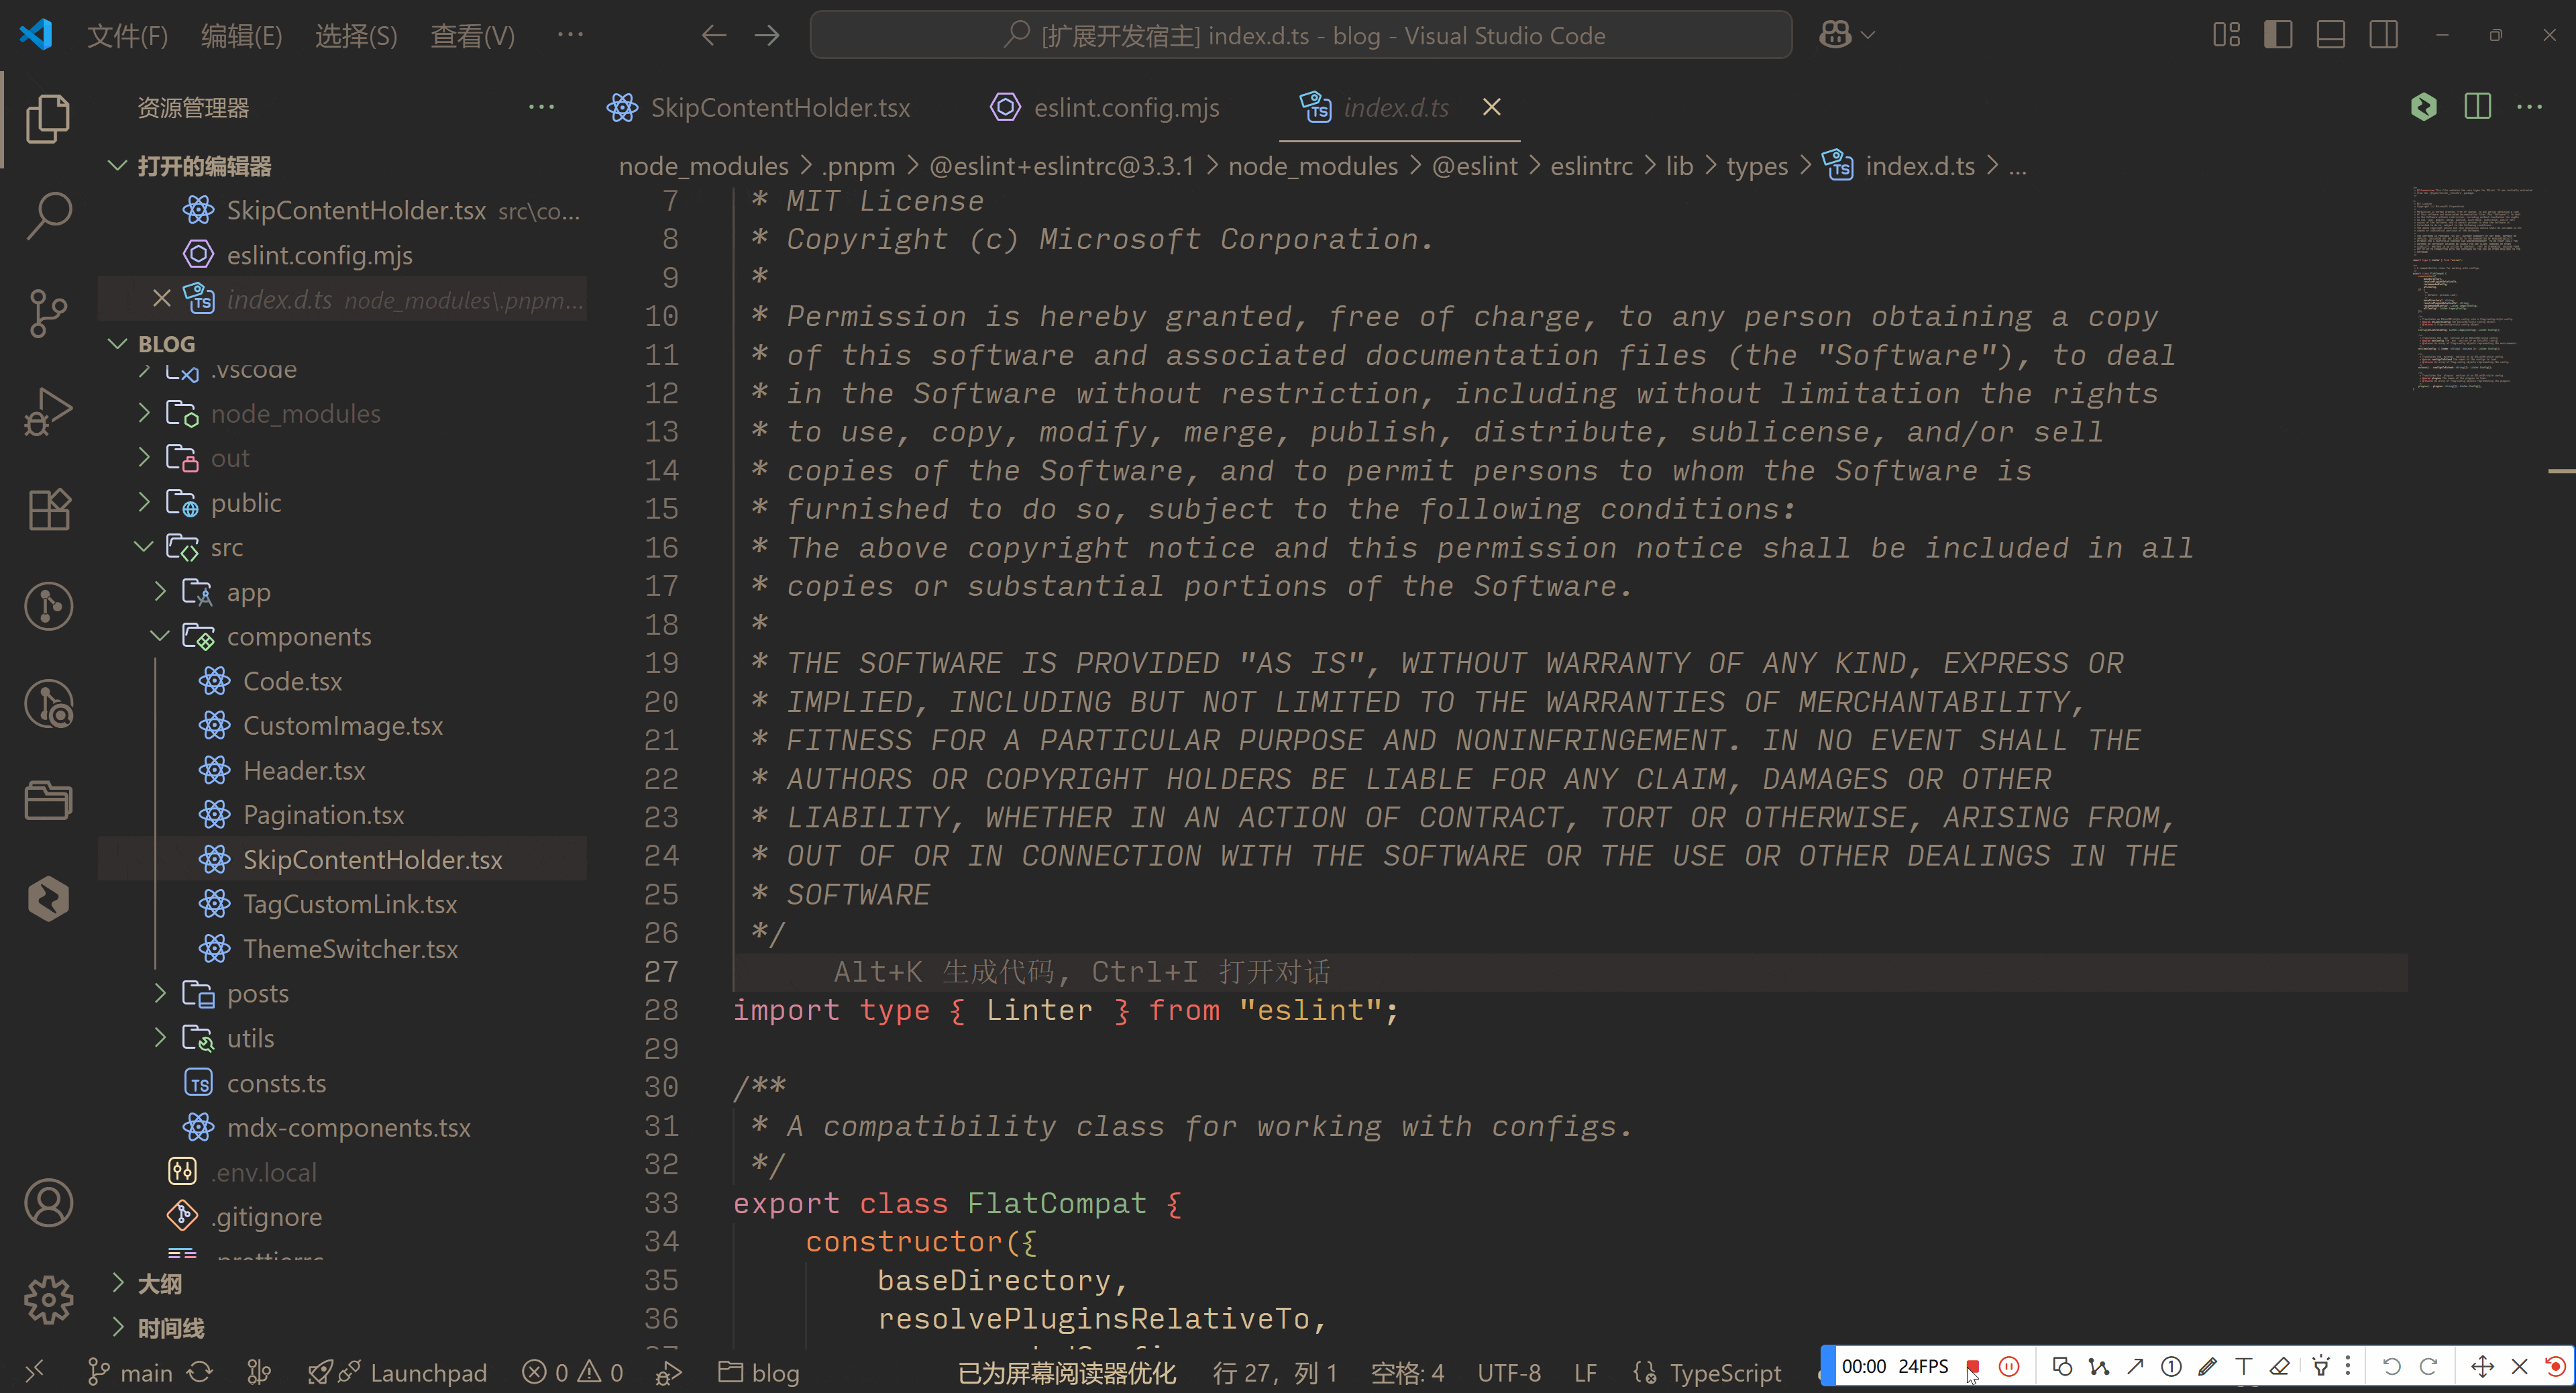 文件(F) 编辑(E) 选择(S) 查看(V) ··· [扩展开发宿主] index.d.ts - blog - Visual Studio Code
资源管理器 ···
打开的编辑器
SkipContentHolder.tsx src\co...
eslint.config.mjs
index.d.ts node_modules\.pnpm...
BLOG
.vscode
node_modules
out
public
src
app
components
Code.tsx
CustomImage.tsx
Header.tsx
Pagination.tsx
SkipContentHolder.tsx
TagCustomLink.tsx
ThemeSwitcher.tsx
posts
utils
consts.ts
mdx-components.tsx
.env.local
.gitignore
.prettierrc
大纲
时间线
SkipContentHolder.tsx eslint.config.mjs index.d.ts
node_modules > .pnpm > @eslint+eslintrc@3.3.1 > node_modules > @eslint > eslintrc > lib > types > index.d.ts > ...
7 * MIT License
8 * Copyright (c) Microsoft Corporation.
9 *
10 * Permission is hereby granted, free of charge, to any person obtaining a copy
11 * of this software and associated documentation files (the "Software"), to deal
12 * in the Software without restriction, including without limitation the rights
13 * to use, copy, modify, merge, publish, distribute, sublicense, and/or sell
14 * copies of the Software, and to permit persons to whom the Software is
15 * furnished to do so, subject to the following conditions:
16 * The above copyright notice and this permission notice shall be included in all
17 * copies or substantial portions of the Software.
18 *
19 * THE SOFTWARE IS PROVIDED "AS IS", WITHOUT WARRANTY OF ANY KIND, EXPRESS OR
20 * IMPLIED, INCLUDING BUT NOT LIMITED TO THE WARRANTIES OF MERCHANTABILITY,
21 * FITNESS FOR A PARTICULAR PURPOSE AND NONINFRINGEMENT. IN NO EVENT SHALL THE
22 * AUTHORS OR COPYRIGHT HOLDERS BE LIABLE FOR ANY CLAIM, DAMAGES OR OTHER
23 * LIABILITY, WHETHER IN AN ACTION OF CONTRACT, TORT OR OTHERWISE, ARISING FROM,
24 * OUT OF OR IN CONNECTION WITH THE SOFTWARE OR THE USE OR OTHER DEALINGS IN THE
25 * SOFTWARE
26 */
27 Alt+K 生成代码, Ctrl+I 打开对话
28 import type { Linter } from "eslint";
29
30 /**
31 * A compatibility class for working with configs.
32 */
33 export class FlatCompat {
34 constructor({
35 baseDirectory,
36 resolvePluginsRelativeTo,
main Launchpad 0 0 blog 已为屏幕阅读器优化 行 27，列 1 空格: 4 UTF-8 LF TypeScript
00:00 24FPS